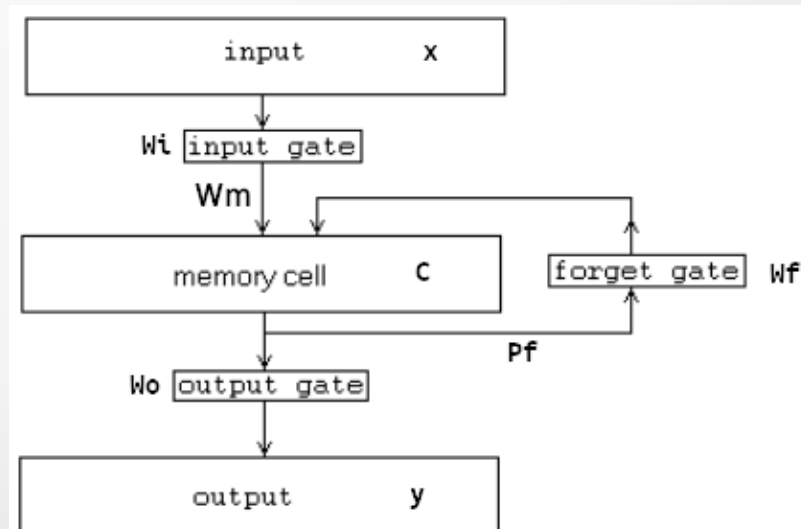 input x
Wi input gate
Wm
memory cell C
forget gate Wf
Pf
Wo output gate
output y